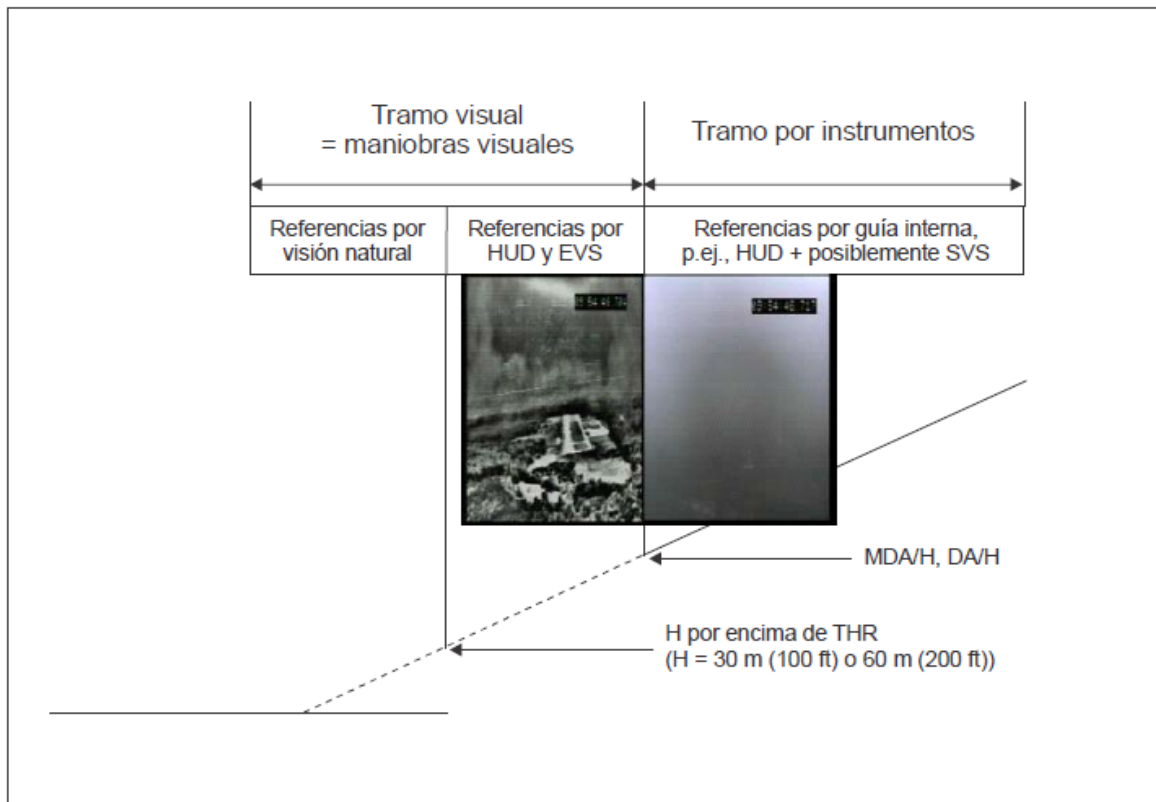 Tramo visual
= maniobras visuales
Tramo por instrumentos
Referencias por
visión natural
Referencias por
HUD y EVS
Referencias por guía interna,
p.ej., HUD + posiblemente SVS
MDA/H, DA/H
H por encima de THR
(H = 30 m (100 ft) o 60 m (200 ft))